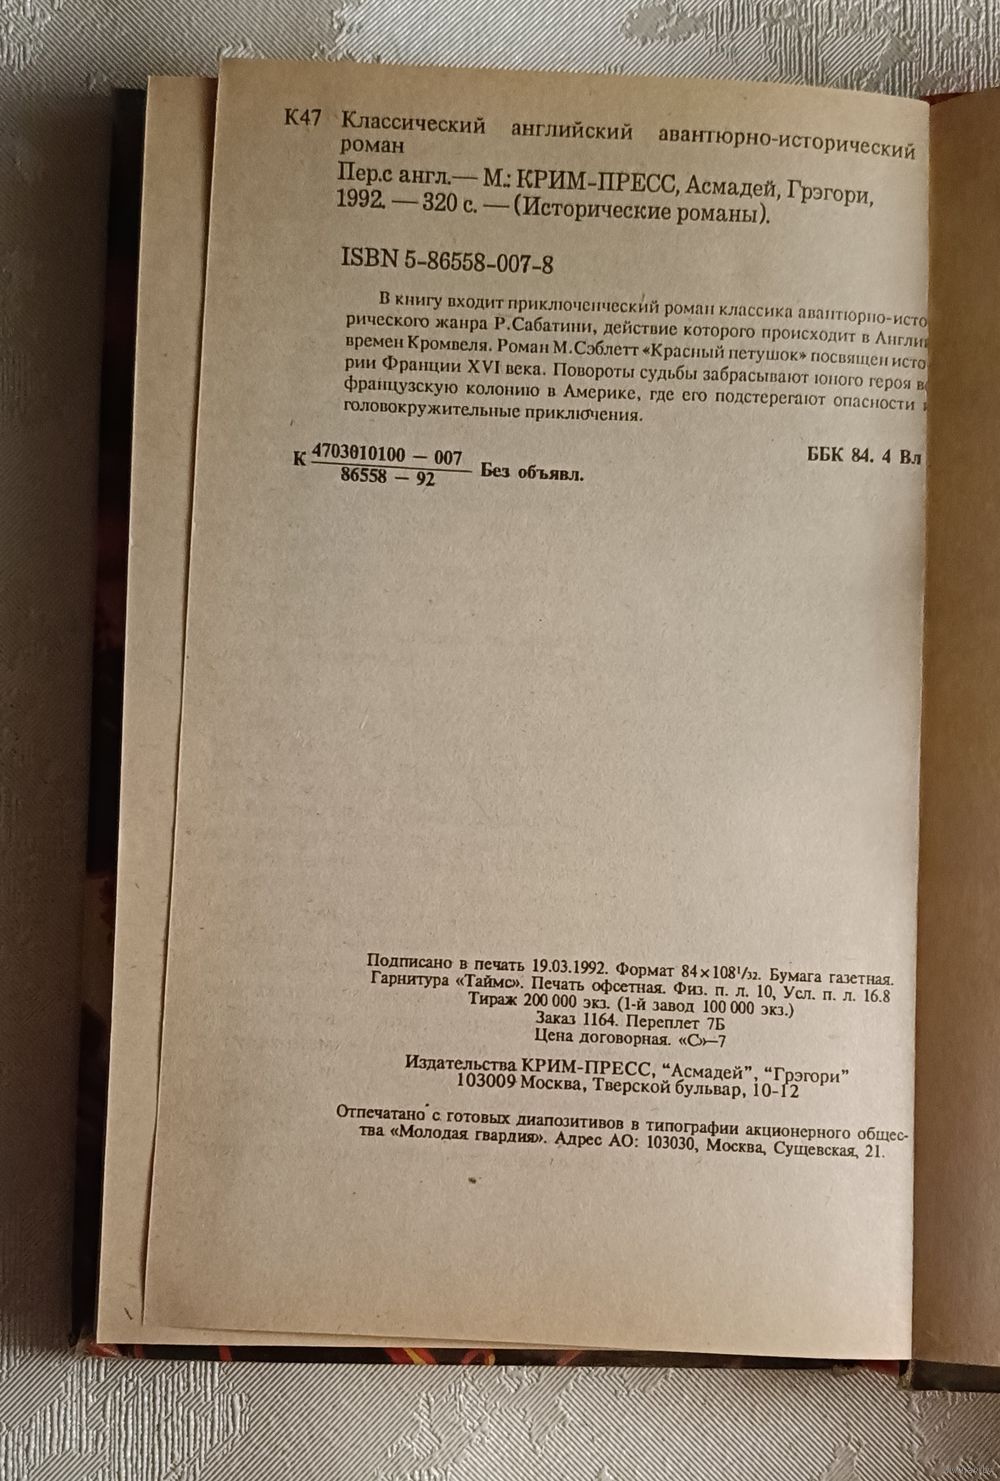 К47 Классический английский авантюрно-исторический
роман
Пер.с англ.— М.: КРИМ-ПРЕСС, Асмадей, Грэгори,
1992. — 320 с. — (Исторические романы).
ISBN 5-86558-007-8
В книгу входит приключенческий роман классика авантюрно-исто
рического жанра Р.Сабатини, действие которого происходит в Англии
времен Кромвеля. Роман М.Сэблетт «Красный петушок» посвящен исто
рии Франции XVI века. Повороты судьбы забрасывают юного героя в
французскую колонию в Америке, где его подстерегают опасности и
головокружительные приключения.
К 4703010100 — 007
86558 — 92
Без объявл.
ББК 84. 4 Вл
Подписано в печать 19.03.1992. Формат 84×108¹/₃₂. Бумага газетная.
Гарнитура «Таймс». Печать офсетная. Физ. п. л. 10, Усл. п. л. 16.8
Тираж 200 000 экз. (1-й завод 100 000 экз.)
Заказ 1164. Переплет 7Б
Цена договорная. «С»—7
Издательства КРИМ-ПРЕСС, “Асмадей”, “Грэгори”
103009 Москва, Тверской бульвар, 10-12
Отпечатано с готовых диапозитивов в типографии акционерного общес-
тва «Молодая гвардия». Адрес АО: 103030, Москва, Сущевская, 21.